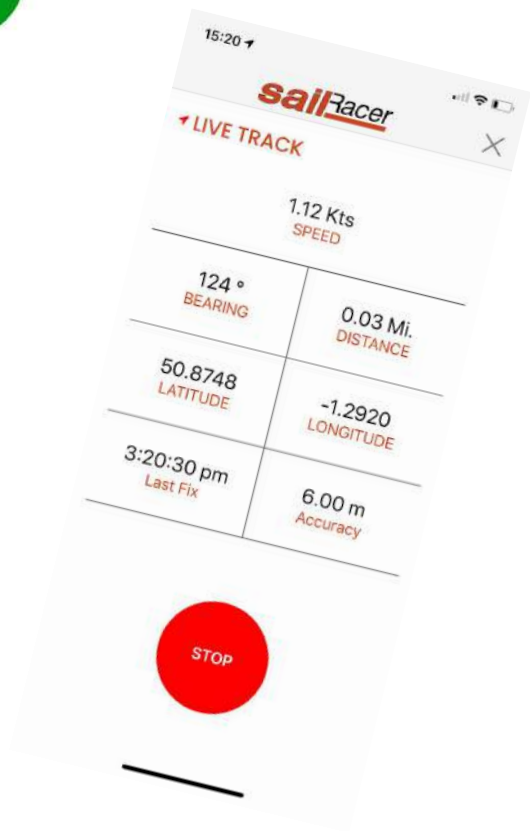 15:20
sailRacer
LIVE TRACK
1.12 Kts
SPEED
124 °
BEARING
0.03 Mi.
DISTANCE
50.8748
LATITUDE
-1.2920
LONGITUDE
3:20:30 pm
Last Fix
6.00 m
Accuracy
STOP